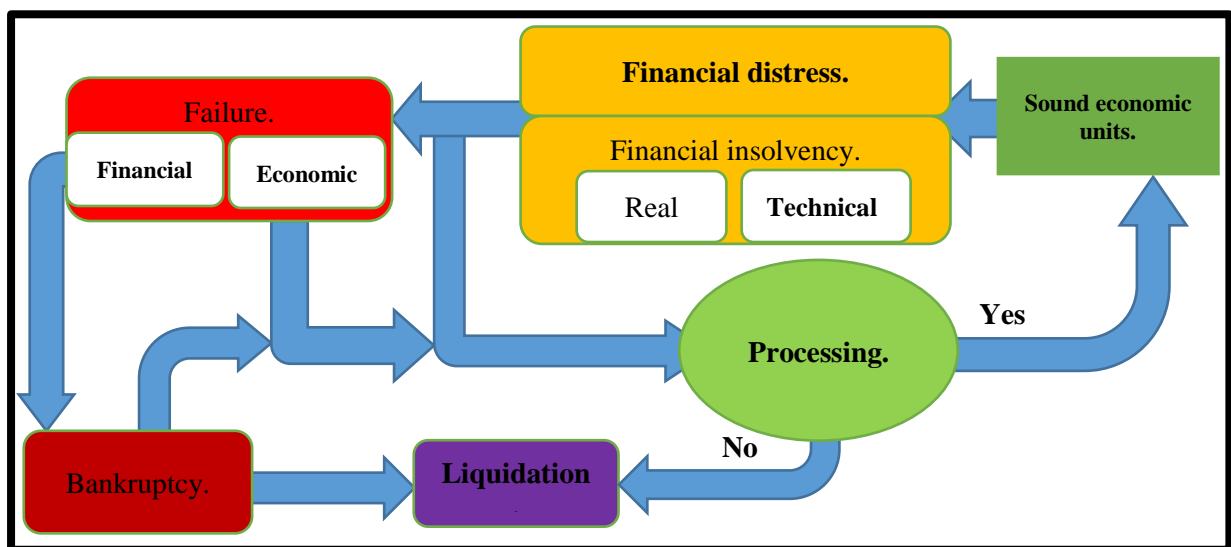 Financial distress.
Sound economic
units.
Failure.
Financial
Economic
Financial insolvency.
Real
Technical
Yes
Processing.
No
Bankruptcy.
Liquidation
.